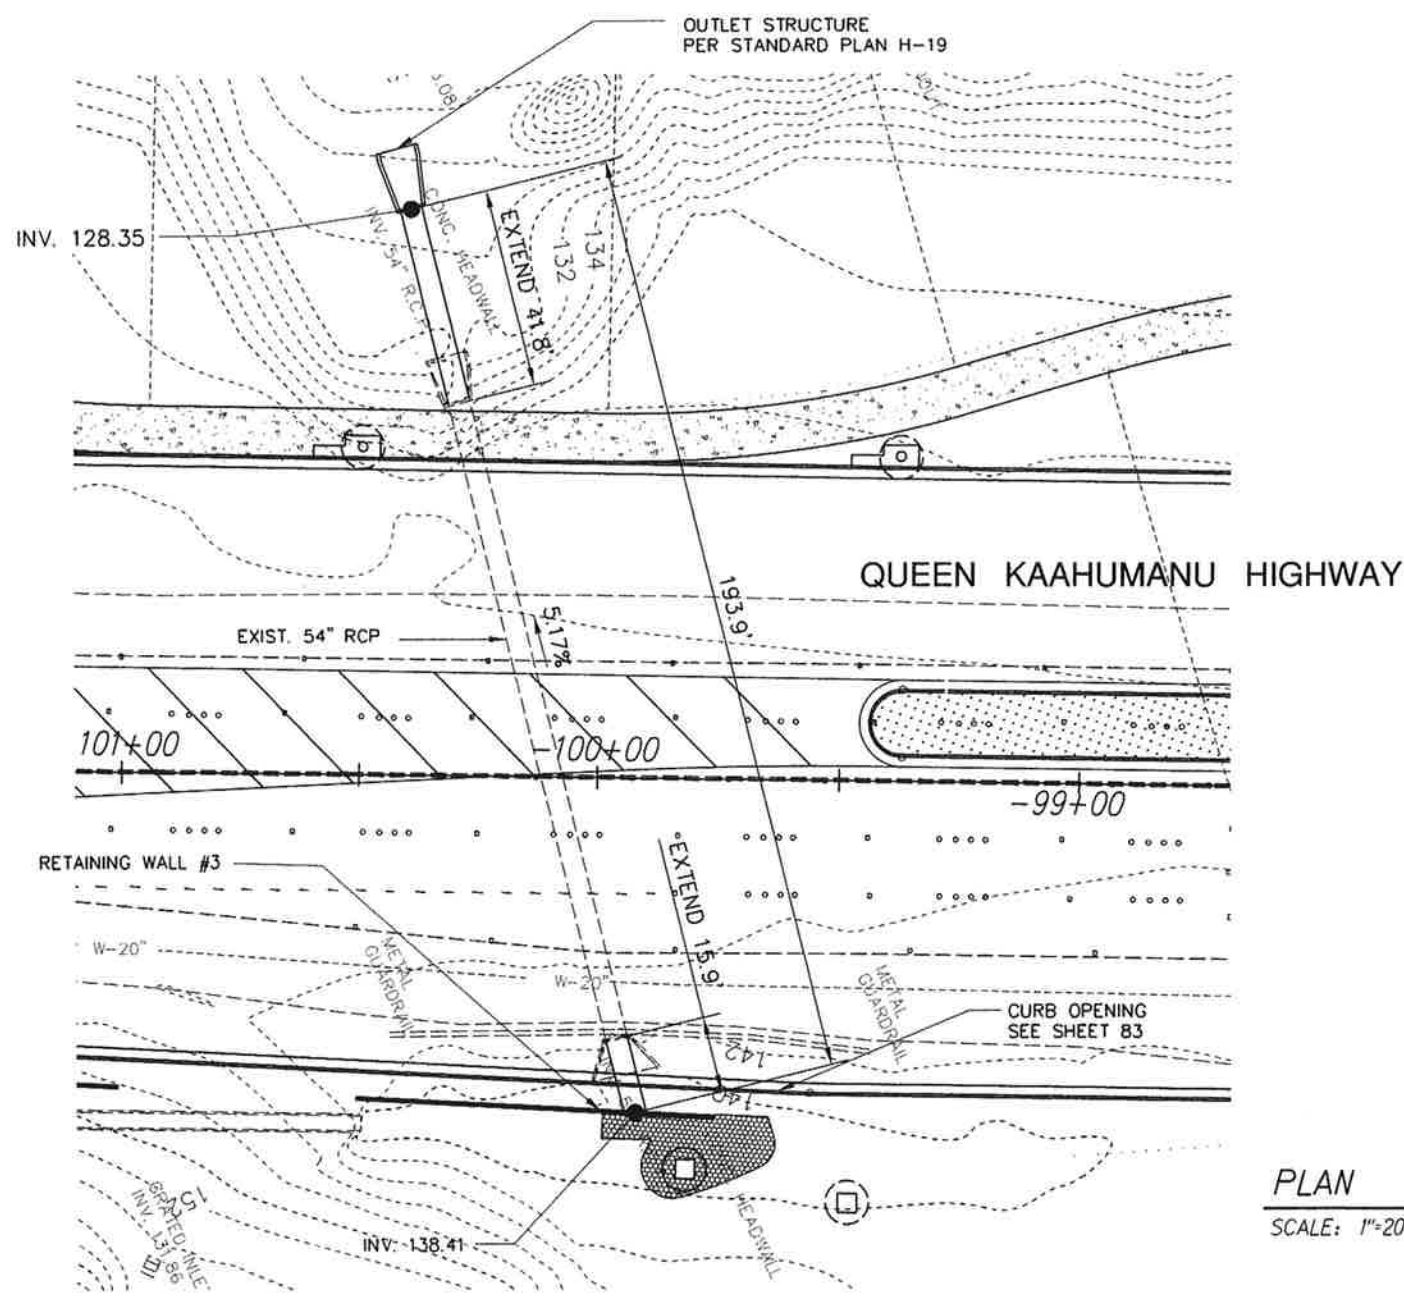 OUTLET STRUCTURE
PER STANDARD PLAN H-19
INV. 128.35
CONC. HEADWALL
INV. 54" R.C.P.
EXTEND 41.8'
134
132
QUEEN KAAHUMANU HIGHWAY
193.9'
EXIST. 54" RCP
5.17%
101+00
100+00
-99+00
RETAINING WALL #3
EXTEND 15.9'
W-20"
METAL
GUARDRAIL
W-20"
METAL
GUARDRAIL
CURB OPENING
SEE SHEET 83
142
140
GRATED INLET
INV. 131.86
INV. 138.41
HEADWALL
PLAN
SCALE: 1"=20